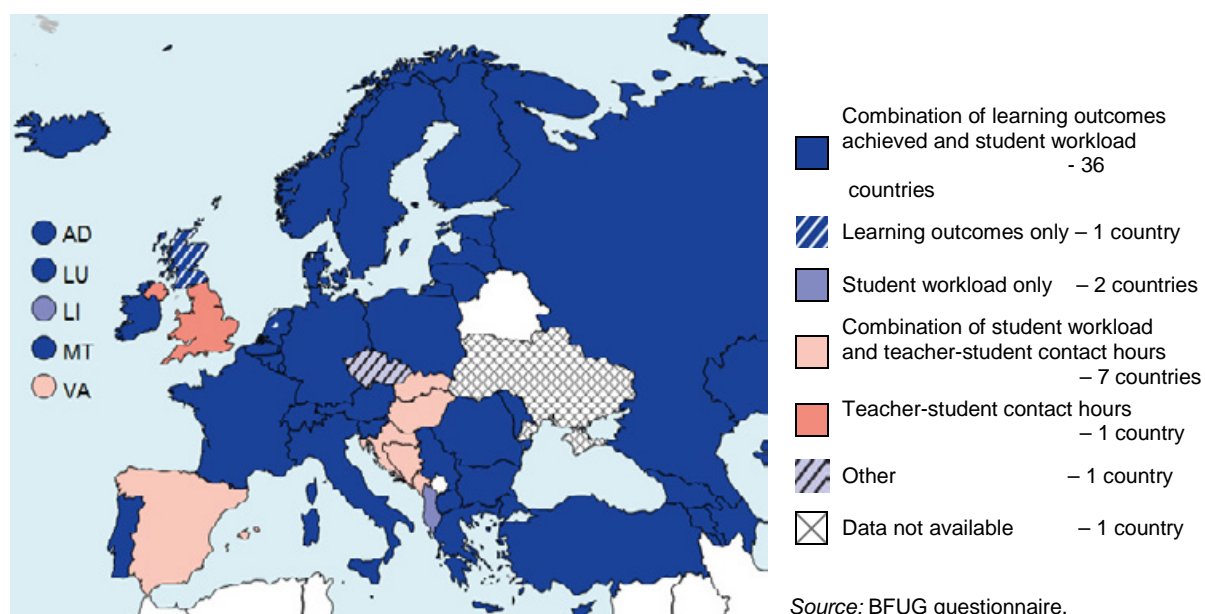 AD
LU
LI
MT
VA
Combination of learning outcomes
achieved and student workload
- 36
countries
Learning outcomes only – 1 country
Student workload only – 2 countries
Combination of student workload
and teacher-student contact hours
– 7 countries
Teacher-student contact hours
– 1 country
Other – 1 country
Data not available – 1 country
Source: BFUG questionnaire.